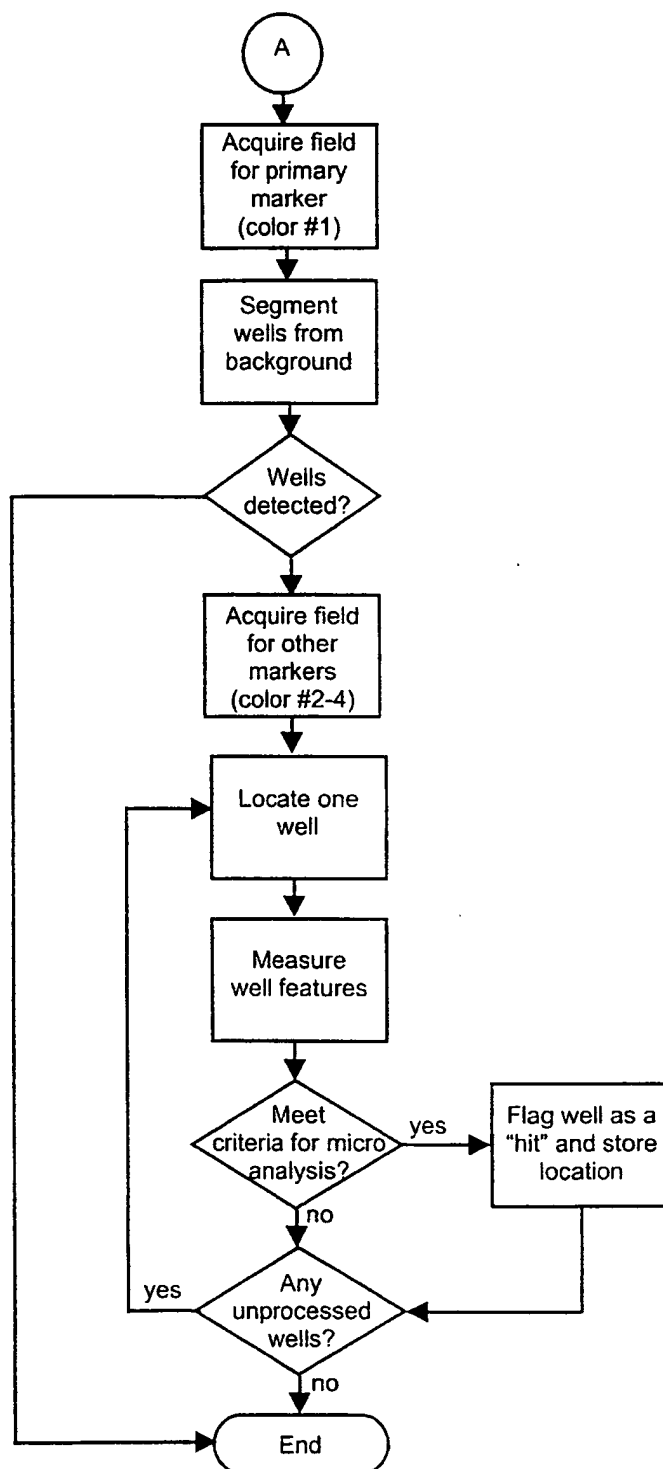 A
Acquire field
for primary
marker
(color #1)
Segment
wells from
background
Wells
detected?
Acquire field
for other
markers
(color #2-4)
Locate one
well
Measure
well features
Meet
criteria for micro
analysis?
yes
Flag well as a
"hit" and store
location
no
yes
Any
unprocessed
wells?
no
End